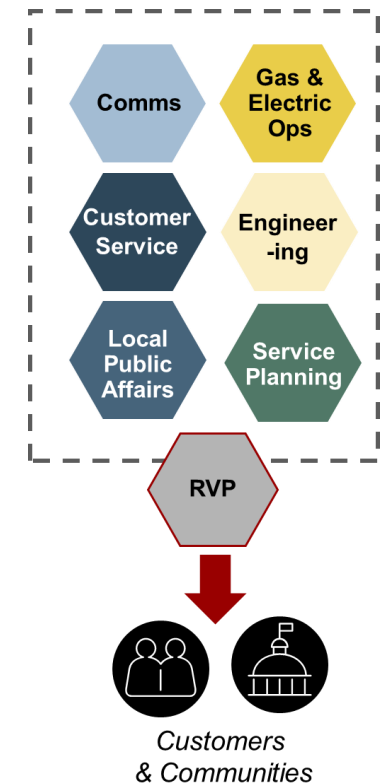 Comms
Gas &
Electric
Ops
Customer
Service
Engineer
-ing
Local
Public
Affairs
Service
Planning
RVP
Customers
& Communities